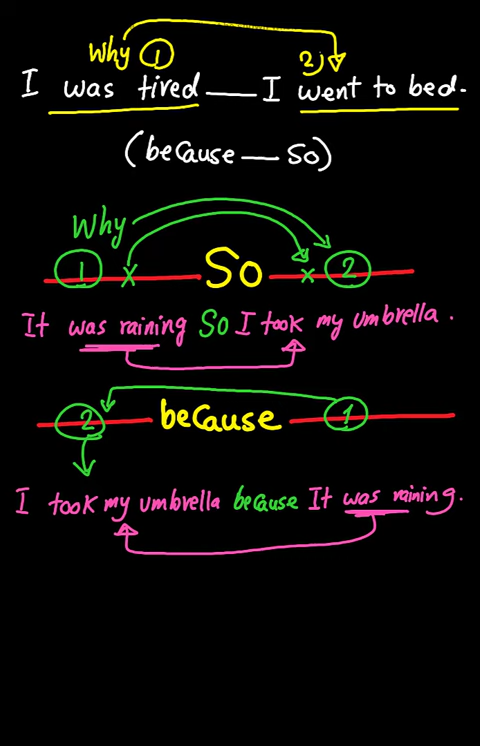 Why 1 2)
I was tired __ I went to bed.
(because — So)
Why
1 x So x 2
It was raining So I took my umbrella.
2 because 1
I took my umbrella because It was raining.